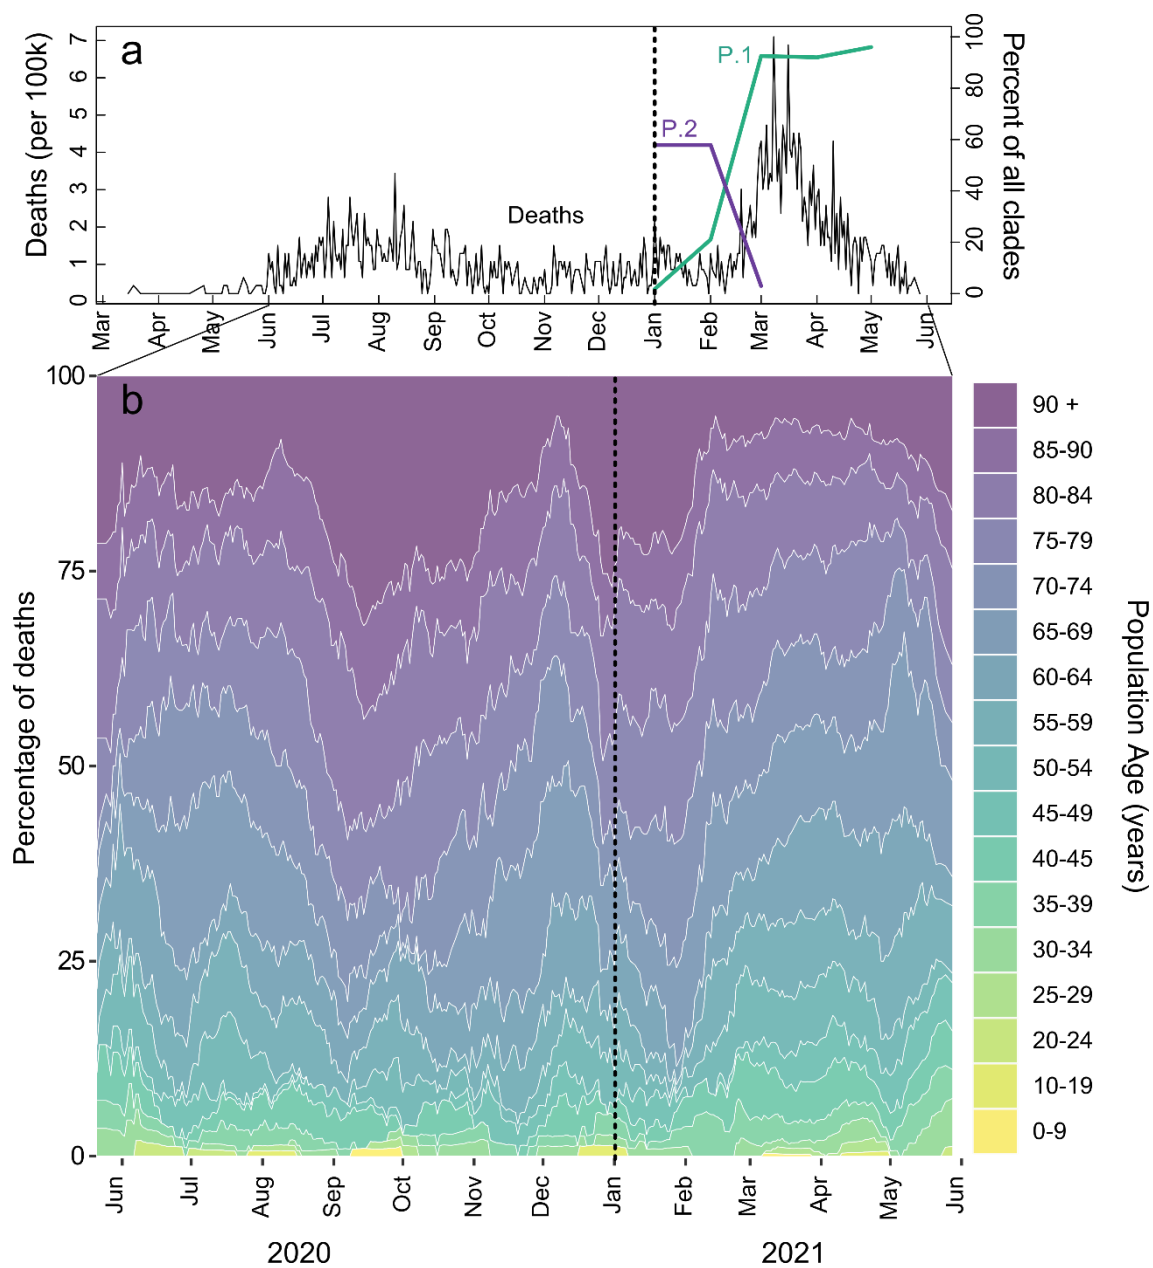 a
Deaths (per 100k)
7
6
5
4
3
2
1
0
P.1
P.2
Deaths
100
80
60
40
20
0
Percent of all clades
Mar
Apr
May
Jun
Jul
Aug
Sep
Oct
Nov
Dec
Jan
Feb
Mar
Apr
May
Jun
b
Percentage of deaths
100
75
50
25
0
Jun
Jul
Aug
Sep
Oct
Nov
Dec
Jan
Feb
Mar
Apr
May
Jun
2020
2021
90 +
85-90
80-84
75-79
70-74
65-69
60-64
55-59
50-54
45-49
40-45
35-39
30-34
25-29
20-24
10-19
0-9
Population Age (years)